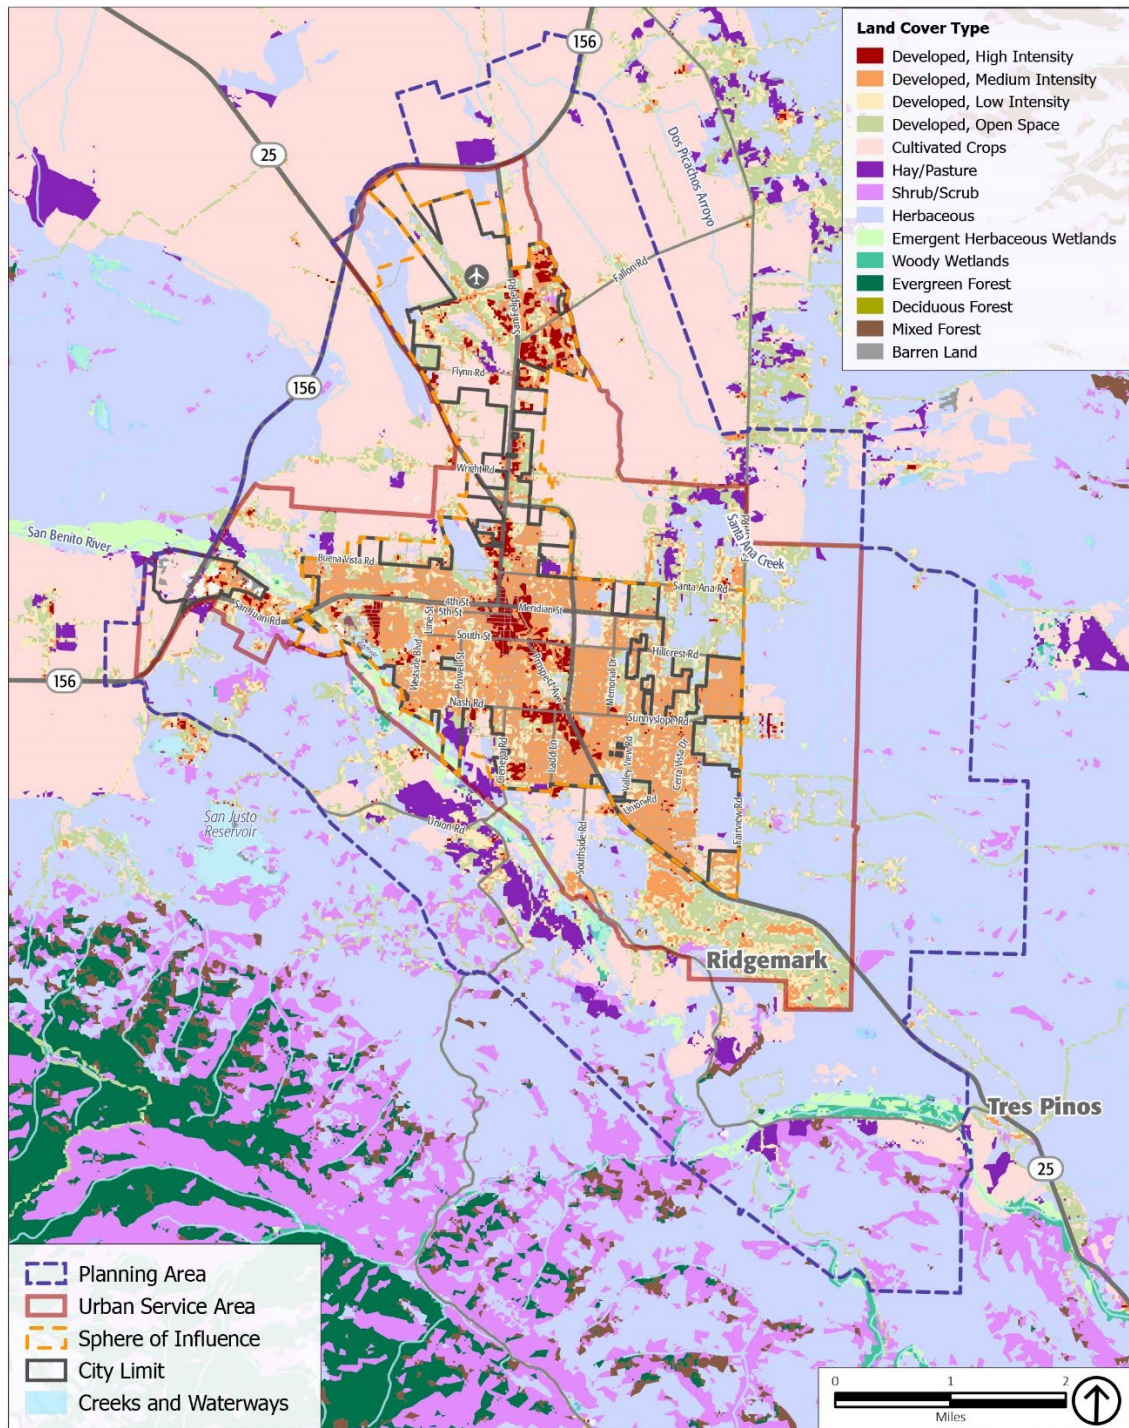 156
25
Dos Picachos Arroyo
Fallon Rd
San Felipe Rd
Flynn Rd
156
Wright Rd
San Benito River
Santa Ana Creek
Buena Vista Rd
Santa Ana Rd
4th St
5th St
Meridian St
Line St
San Juan Rd
South St
Hillcrest Rd
Westside Blvd
Powell St
Prospect Ave
Memorial Dr
156
Nash Rd
Sunnyslope Rd
Cienega Rd
Ladd Ln
Valley View Rd
Cerra Vista Dr
Union Rd
Fairview Rd
San Justo
Reservoir
Union Rd
Southside Rd
Ridgemark
Tres Pinos
25
Land Cover Type
Developed, High Intensity
Developed, Medium Intensity
Developed, Low Intensity
Developed, Open Space
Cultivated Crops
Hay/Pasture
Shrub/Scrub
Herbaceous
Emergent Herbaceous Wetlands
Woody Wetlands
Evergreen Forest
Deciduous Forest
Mixed Forest
Barren Land
Planning Area
Urban Service Area
Sphere of Influence
City Limit
Creeks and Waterways
0
1
2
Miles